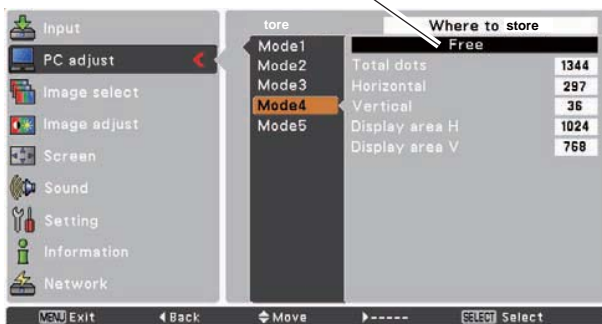 Input
PC adjust
Image select
Image adjust
Screen
Sound
Setting
Information
Network
tore
Mode1
Mode2
Mode3
Mode4
Mode5
Where to store
Free
Total dots 1344
Horizontal 297
Vertical 36
Display area H 1024
Display area V 768
MENU Exit ◀Back ◆Move ▶----- SELECT Select